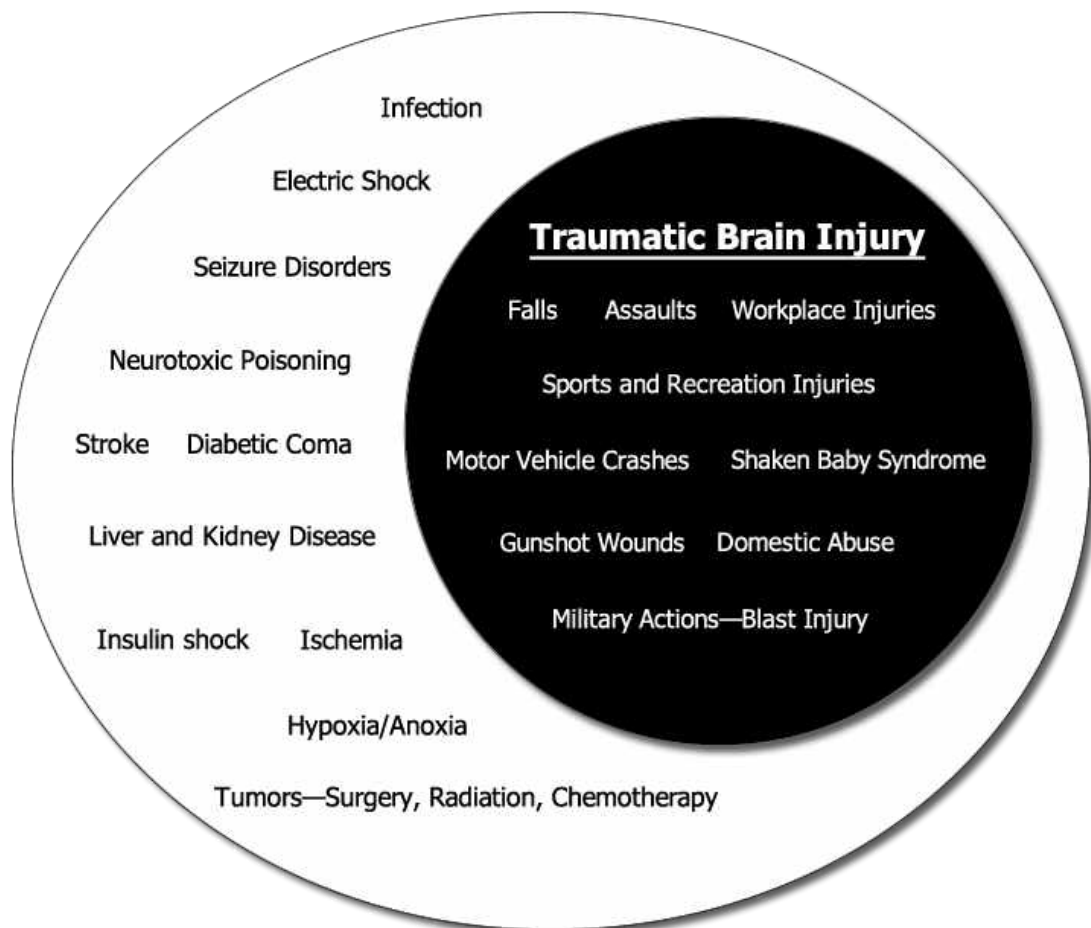 Infection
Electric Shock
Seizure Disorders
Neurotoxic Poisoning
Stroke Diabetic Coma
Liver and Kidney Disease
Insulin shock Ischemia
Hypoxia/Anoxia
Tumors—Surgery, Radiation, Chemotherapy
Traumatic Brain Injury
Falls Assaults Workplace Injuries
Sports and Recreation Injuries
Motor Vehicle Crashes Shaken Baby Syndrome
Gunshot Wounds Domestic Abuse
Military Actions—Blast Injury